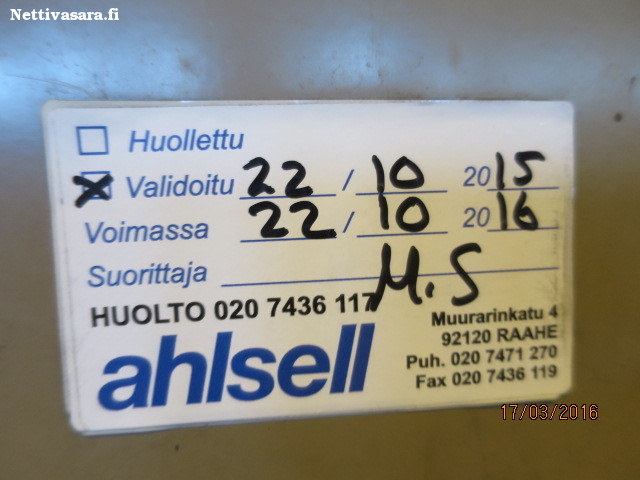 Nettivasara.fi
Huollettu
Validoitu 22 / 10 2015
Voimassa 22 / 10 2016
Suorittaja M.S
HUOLTO 020 7436 117
ahlsell
Muurarinkatu 4
92120 RAAHE
Puh. 020 7471 270
Fax 020 7436 119
17/03/2016